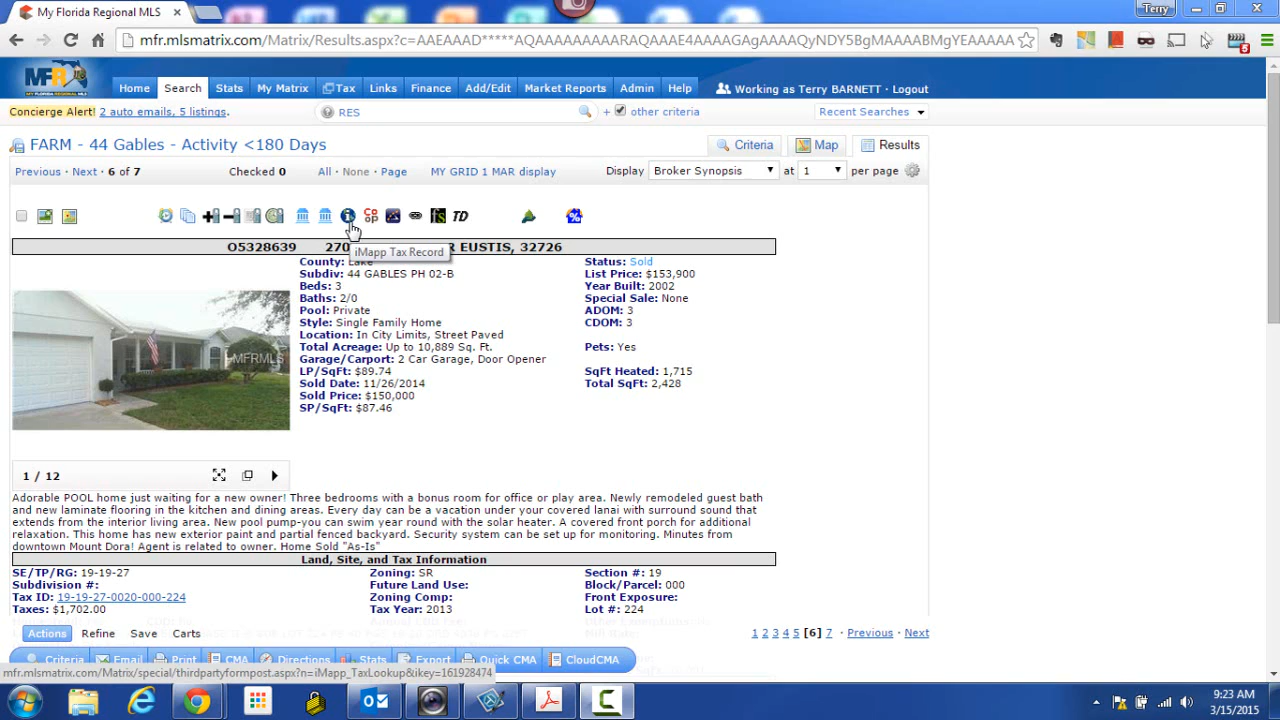 My Florida Regional MLS
Terry
mfr.mlsmatrix.com/Matrix/Results.aspx?c=AAEAAAD*****AQAAAAAAAAARAQAAAE4AAAAGAgAAAAQyNDY5BgMAAAABMgYEAAAAA
5
MFR
MY FLORIDA REGIONAL MLS
Home Search Stats My Matrix Tax Links Finance Add/Edit Market Reports Admin Help Working as Terry BARNETT · Logout
Concierge Alert! 2 auto emails, 5 listings. RES + other criteria Recent Searches
FARM - 44 Gables - Activity <180 Days Criteria Map Results
Previous · Next · 6 of 7 Checked 0 All · None · Page MY GRID 1 MAR display Display Broker Synopsis at 1 per page
Co op fs TD %
O5328639 270 R EUSTIS, 32726
iMapp Tax Record
County: Lake Status: Sold
Subdiv: 44 GABLES PH 02-B List Price: $153,900
Beds: 3 Year Built: 2002
Baths: 2/0 Special Sale: None
Pool: Private ADOM: 3
Style: Single Family Home CDOM: 3
Location: In City Limits, Street Paved
Total Acreage: Up to 10,889 Sq. Ft. Pets: Yes
Garage/Carport: 2 Car Garage, Door Opener
LP/SqFt: $89.74 SqFt Heated: 1,715
Sold Date: 11/26/2014 Total SqFt: 2,428
Sold Price: $150,000
SP/SqFt: $87.46
MFRMLS
1 / 12
Adorable POOL home just waiting for a new owner! Three bedrooms with a bonus room for office or play area. Newly remodeled guest bath
and new laminate flooring in the kitchen and dining areas. Every day can be a vacation under your covered lanai with surround sound that
extends from the interior living area. New pool pump-you can swim year round with the solar heater. A covered front porch for additional
relaxation. This home has new exterior paint and partial fenced backyard. Security system can be set up for monitoring. Minutes from
downtown Mount Dora! Agent is related to owner. Home Sold "As-Is"
Land, Site, and Tax Information
SE/TP/RG: 19-19-27 Zoning: SR Section #: 19
Subdivision #: Future Land Use: Block/Parcel: 000
Tax ID: 19-19-27-0020-000-224 Zoning Comp: Front Exposure:
Taxes: $1,702.00 Tax Year: 2013 Lot #: 224
Actions Refine Save Carts 1 2 3 4 5 [6] 7 Previous · Next
Criteria Email Print CMA Directions Stats Export Quick CMA CloudCMA
mfr.mlsmatrix.com/Matrix/special/thirdpartyformpost.aspx?n=iMapp_TaxLookup&ikey=161928474
9:23 AM
3/15/2015